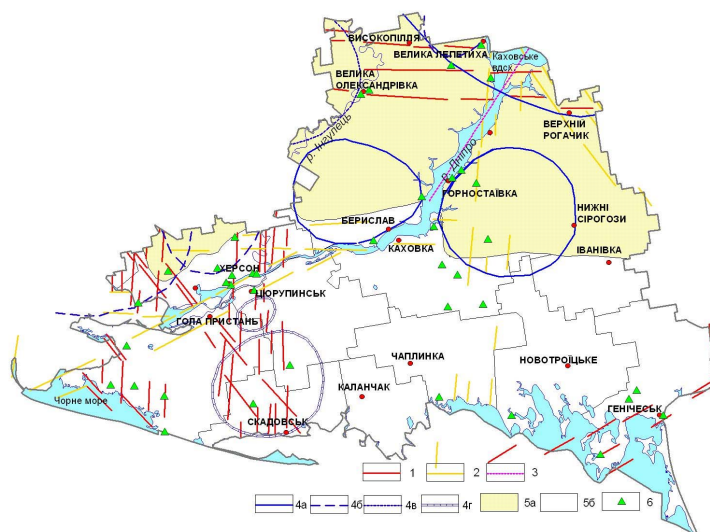 ВИСОКОПІЛЛЯ
ВЕЛИКА ЛЕПЕТИХА
Каховське
вдсх.
ВЕЛИКА
ОЛЕКСАНДРІВКА
ВЕРХНІЙ
РОГАЧИК
р. Інгулець
р. Дніпро
ГОРНОСТАЇВКА
НИЖНІ
СІРОГОЗИ
БЕРИСЛАВ
КАХОВКА
ІВАНІВКА
ХЕРСОН
ЦЮРУПИНСЬК
ГОЛА ПРИСТАНЬ
ЧАПЛИНКА
НОВОТРОЇЦЬКЕ
КАЛАНЧАК
Чорне море
СКАДОВСЬК
ГЕНІЧЕСЬК
1 2 3
4а 4б 4в 4г 5а 5б 6